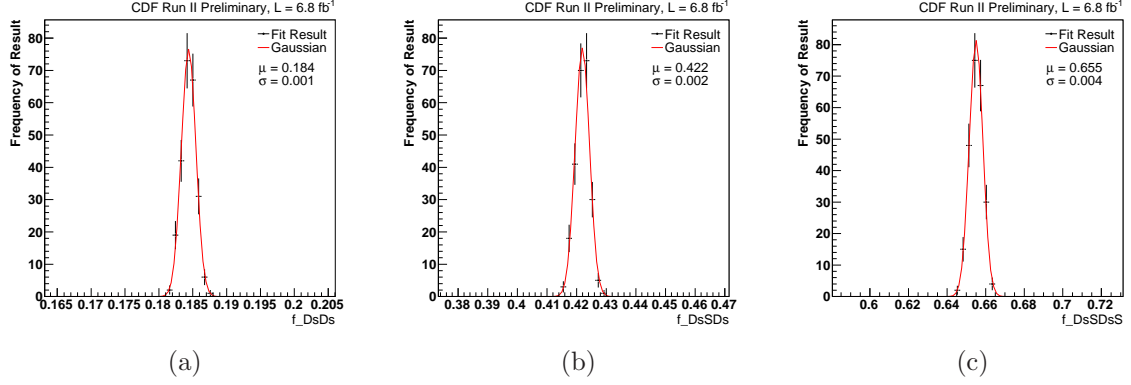 CDF Run II Preliminary, L = 6.8 fb⁻¹
Frequency of Result
80
70
60
50
40
30
20
10
0
Fit Result
Gaussian
μ = 0.184
σ = 0.001
0.165 0.17 0.175 0.18 0.185 0.19 0.195 0.2 0.205
f_DsDs
(a)
CDF Run II Preliminary, L = 6.8 fb⁻¹
Frequency of Result
80
70
60
50
40
30
20
10
0
Fit Result
Gaussian
μ = 0.422
σ = 0.002
0.38 0.39 0.4 0.41 0.42 0.43 0.44 0.45 0.46 0.47
f_DsSDs
(b)
CDF Run II Preliminary, L = 6.8 fb⁻¹
Frequency of Result
80
70
60
50
40
30
20
10
0
Fit Result
Gaussian
μ = 0.655
σ = 0.004
0.6 0.62 0.64 0.66 0.68 0.7 0.72
f_DsSDsS
(c)